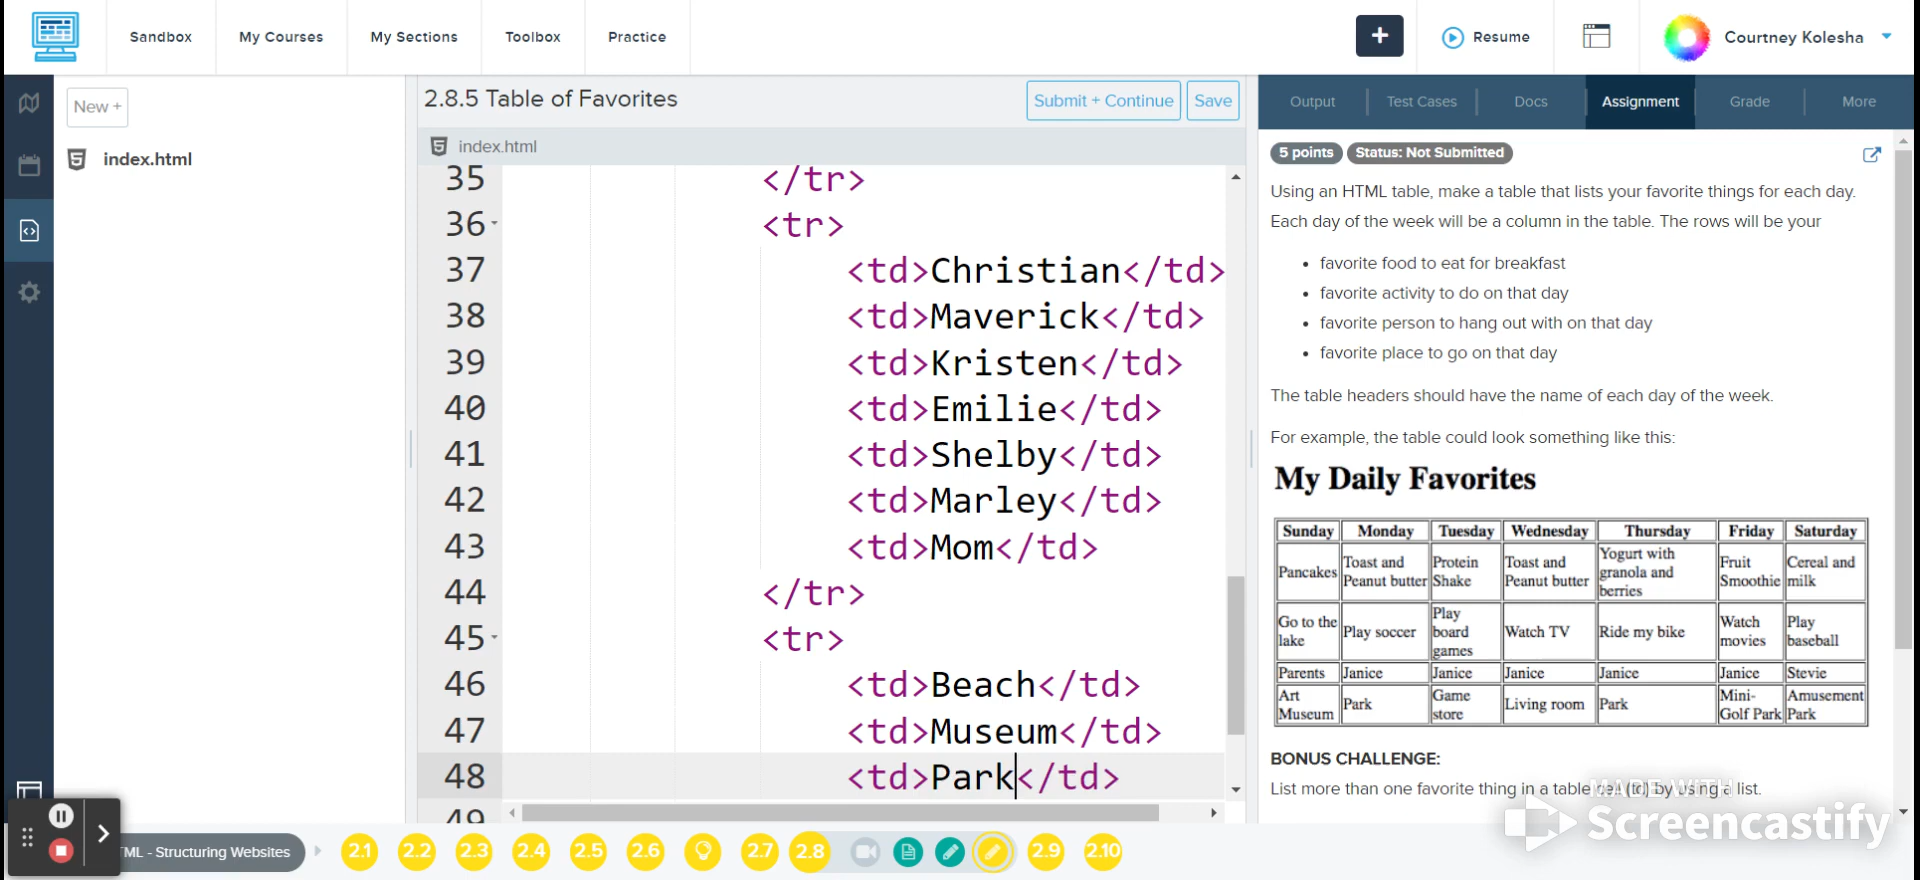 Sandbox
My Courses
My Sections
Toolbox
Practice
+
Resume
Courtney Kolesha
New +
index.html
2.8.5 Table of Favorites
Submit + Continue
Save
index.html
35 </tr>
36 <tr>
37 <td>Christian</td>
38 <td>Maverick</td>
39 <td>Kristen</td>
40 <td>Emilie</td>
41 <td>Shelby</td>
42 <td>Marley</td>
43 <td>Mom</td>
44 </tr>
45 <tr>
46 <td>Beach</td>
47 <td>Museum</td>
48 <td>Park</td>
49
Output
Test Cases
Docs
Assignment
Grade
More
5 points
Status: Not Submitted
Using an HTML table, make a table that lists your favorite things for each day.
Each day of the week will be a column in the table. The rows will be your
• favorite food to eat for breakfast
• favorite activity to do on that day
• favorite person to hang out with on that day
• favorite place to go on that day
The table headers should have the name of each day of the week.
For example, the table could look something like this:
My Daily Favorites
Sunday Monday Tuesday Wednesday Thursday Friday Saturday
Pancakes
Toast and
Peanut butter
Protein
Shake
Toast and
Peanut butter
Yogurt with
granola and
berries
Fruit
Smoothie
Cereal and
milk
Go to the
lake
Play soccer
Play
board
games
Watch TV
Ride my bike
Watch
movies
Play
baseball
Parents Janice Janice Janice Janice Janice Stevie
Art
Museum
Park
Game
store
Living room
Park
Mini-
Golf Park
Amusement
Park
BONUS CHALLENGE:
List more than one favorite thing in a table cell (td) by using a list.
MADE WITH
Screencastify
TML - Structuring Websites
2.1
2.2
2.3
2.4
2.5
2.6
2.7
2.8
2.9
2.10